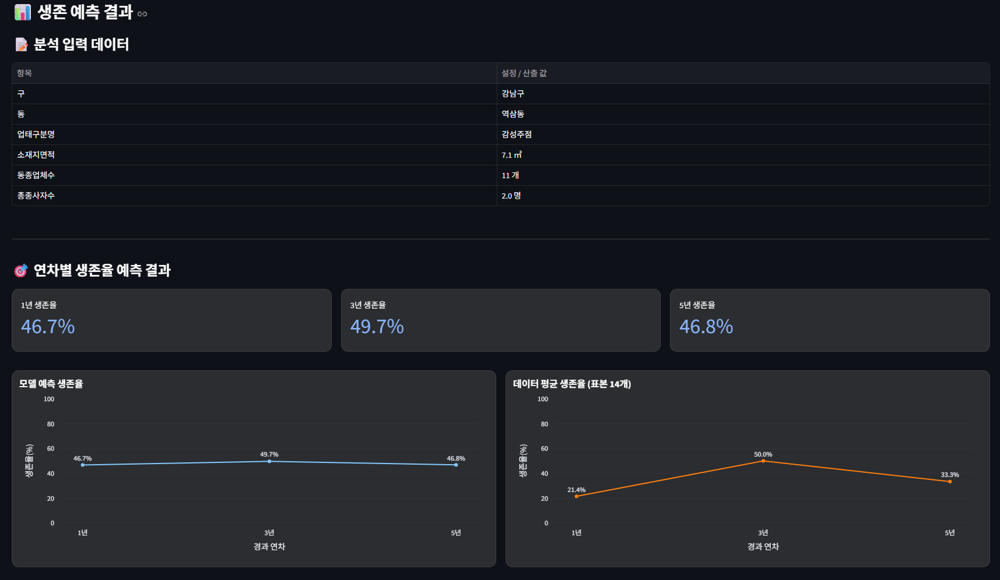 생존 예측 결과
분석 입력 데이터
항목 설정 / 산출 값
구 강남구
동 역삼동
업태구분명 감성주점
소재지면적 7.1 ㎡
동종업체수 11 개
총종사자수 2.0 명
연차별 생존율 예측 결과
1년 생존율
46.7%
3년 생존율
49.7%
5년 생존율
46.8%
모델 예측 생존율
100
80
60
40
20
0
생존율(%)
46.7%
49.7%
46.8%
1년 3년 5년
경과 연차
데이터 평균 생존율 (표본 14개)
100
80
60
40
20
0
생존율(%)
21.4%
50.0%
33.3%
1년 3년 5년
경과 연차